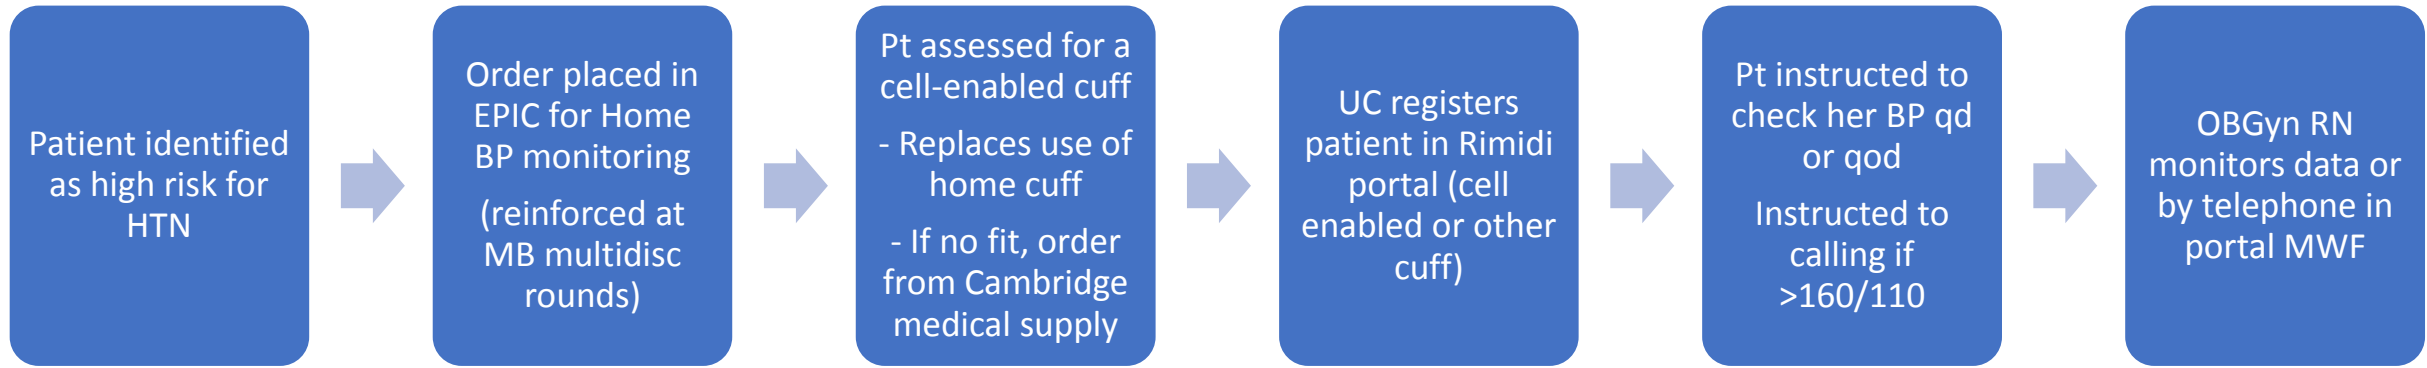 Patient identified
as high risk for
HTN
Order placed in
EPIC for Home
BP monitoring
(reinforced at
MB multidisc
rounds)
Pt assessed for a
cell-enabled cuff
- Replaces use of
home cuff
- If no fit, order
from Cambridge
medical supply
UC registers
patient in Rimidi
portal (cell
enabled or other
cuff)
Pt instructed to
check her BP qd
or qod
Instructed to
calling if
>160/110
OBGyn RN
monitors data or
by telephone in
portal MWF